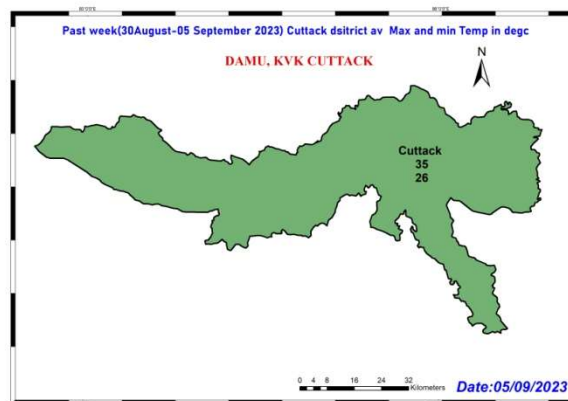 Past week(30August-05 September 2023) Cuttack dsitrict av Max and min Temp in degc
DAMU, KVK CUTTACK
N
Cuttack
35
26
0 4 8 16 24 32
Kilometers
Date:05/09/2023